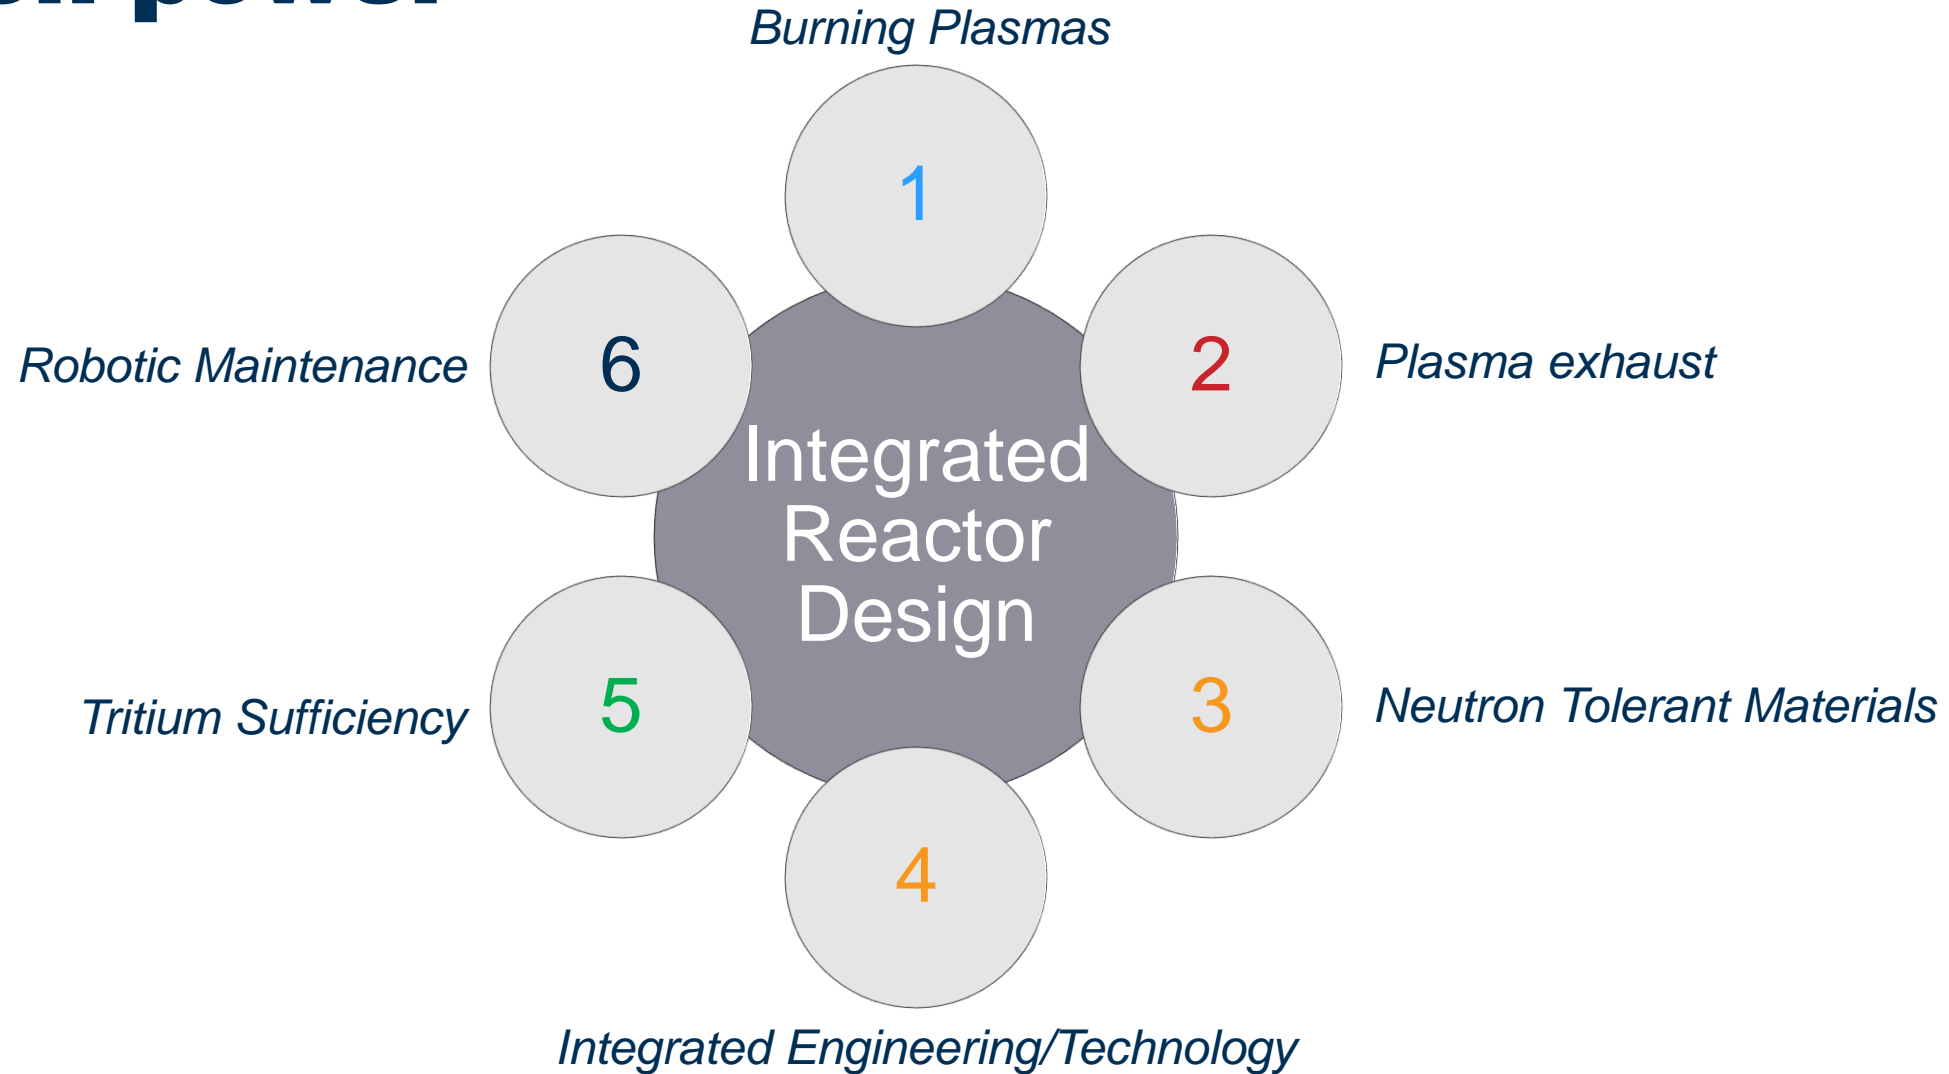 power
Burning Plasmas
1
6
2
Robotic Maintenance
Plasma exhaust
Integrated
Reactor
Design
5
3
Tritium Sufficiency
Neutron Tolerant Materials
4
Integrated Engineering/Technology